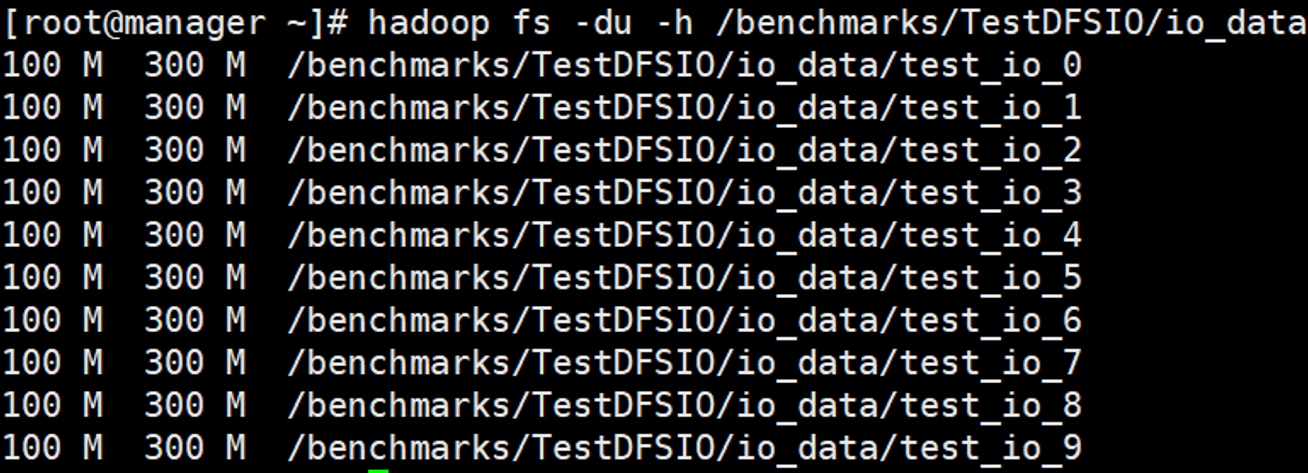 [root@manager ~]# hadoop fs -du -h /benchmarks/TestDFSIO/io_data
100 M  300 M  /benchmarks/TestDFSIO/io_data/test_io_0
100 M  300 M  /benchmarks/TestDFSIO/io_data/test_io_1
100 M  300 M  /benchmarks/TestDFSIO/io_data/test_io_2
100 M  300 M  /benchmarks/TestDFSIO/io_data/test_io_3
100 M  300 M  /benchmarks/TestDFSIO/io_data/test_io_4
100 M  300 M  /benchmarks/TestDFSIO/io_data/test_io_5
100 M  300 M  /benchmarks/TestDFSIO/io_data/test_io_6
100 M  300 M  /benchmarks/TestDFSIO/io_data/test_io_7
100 M  300 M  /benchmarks/TestDFSIO/io_data/test_io_8
100 M  300 M  /benchmarks/TestDFSIO/io_data/test_io_9